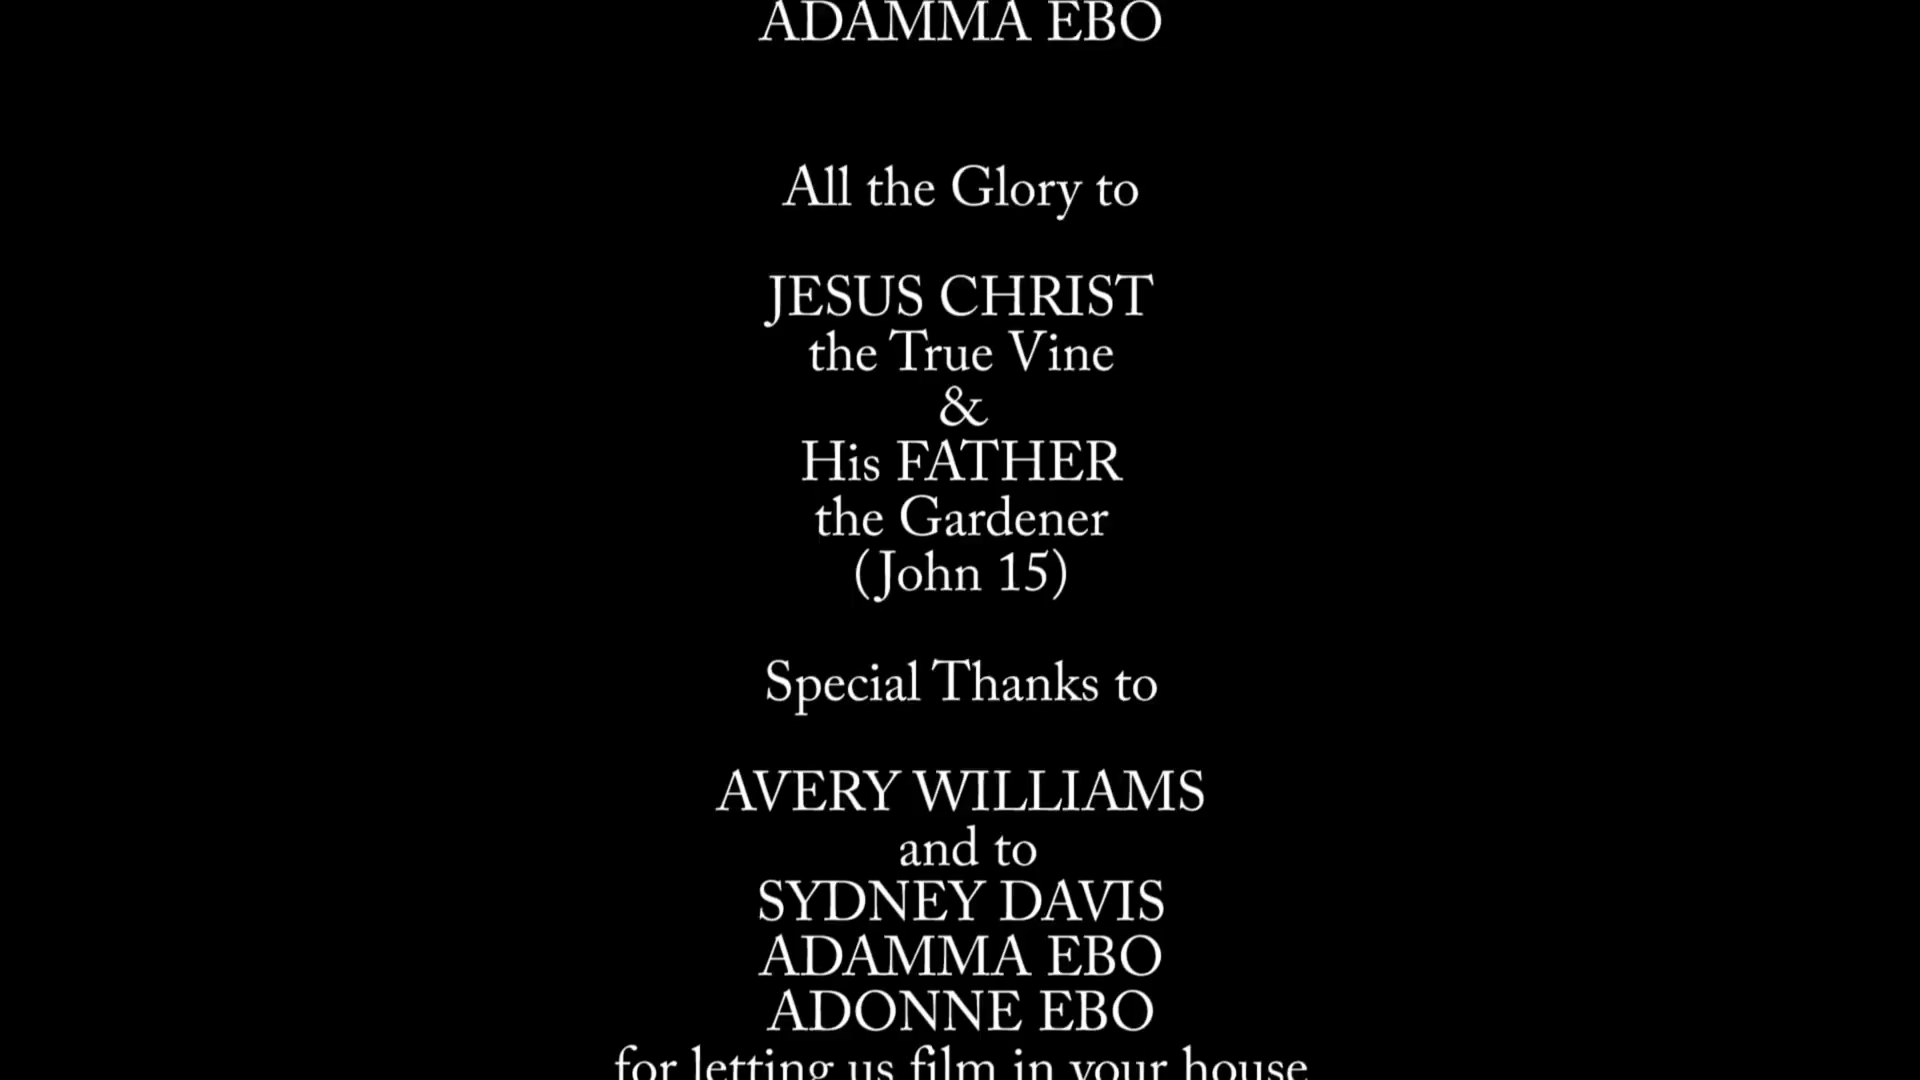 ADAMMA EBO
All the Glory to
JESUS CHRIST
the True Vine
&
His FATHER
the Gardener
(John 15)
Special Thanks to
AVERY WILLIAMS
and to
SYDNEY DAVIS
ADAMMA EBO
ADONNE EBO
for letting us film in your house